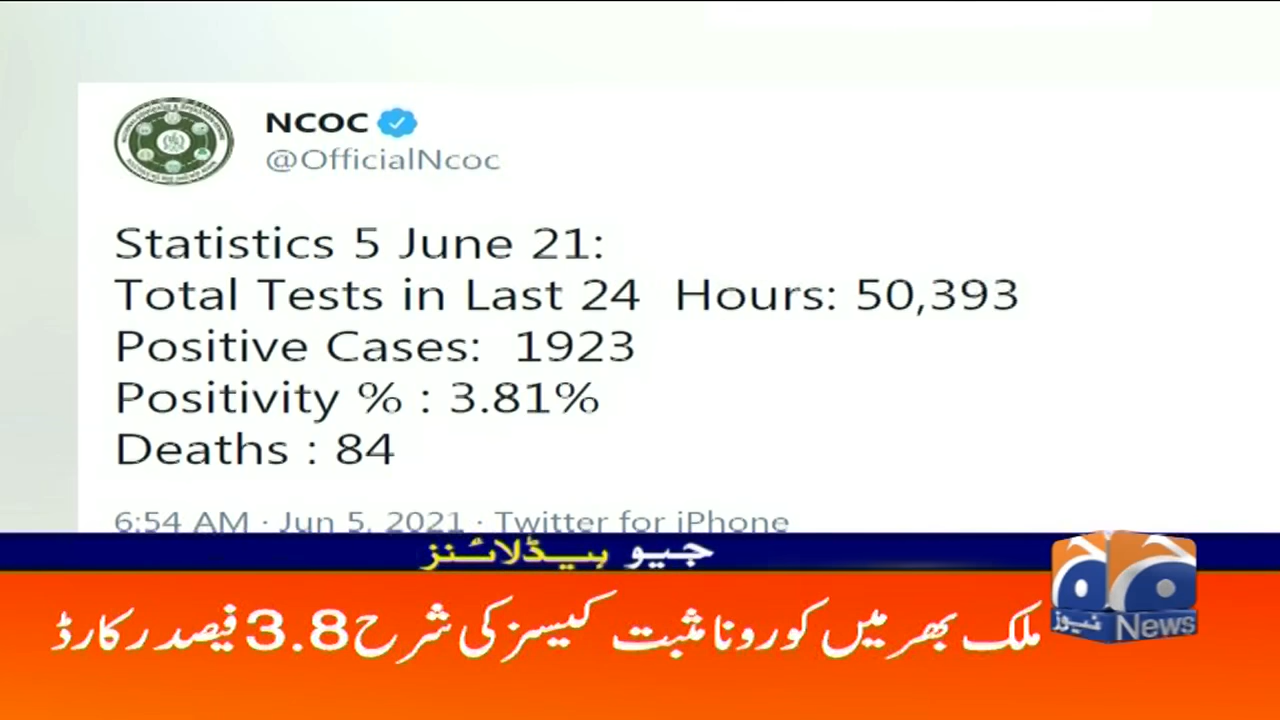 NCOC
@OfficialNcoc
Statistics 5 June 21:
Total Tests in Last 24 Hours: 50,393
Positive Cases: 1923
Positivity % : 3.81%
Deaths : 84
6:54 AM · Jun 5, 2021 · Twitter for iPhone
جیو ہیڈلائنز
ملک بھر میں کورونا مثبت کیسز کی شرح 3.8 فیصد رکارڈ
جیو نیوز News